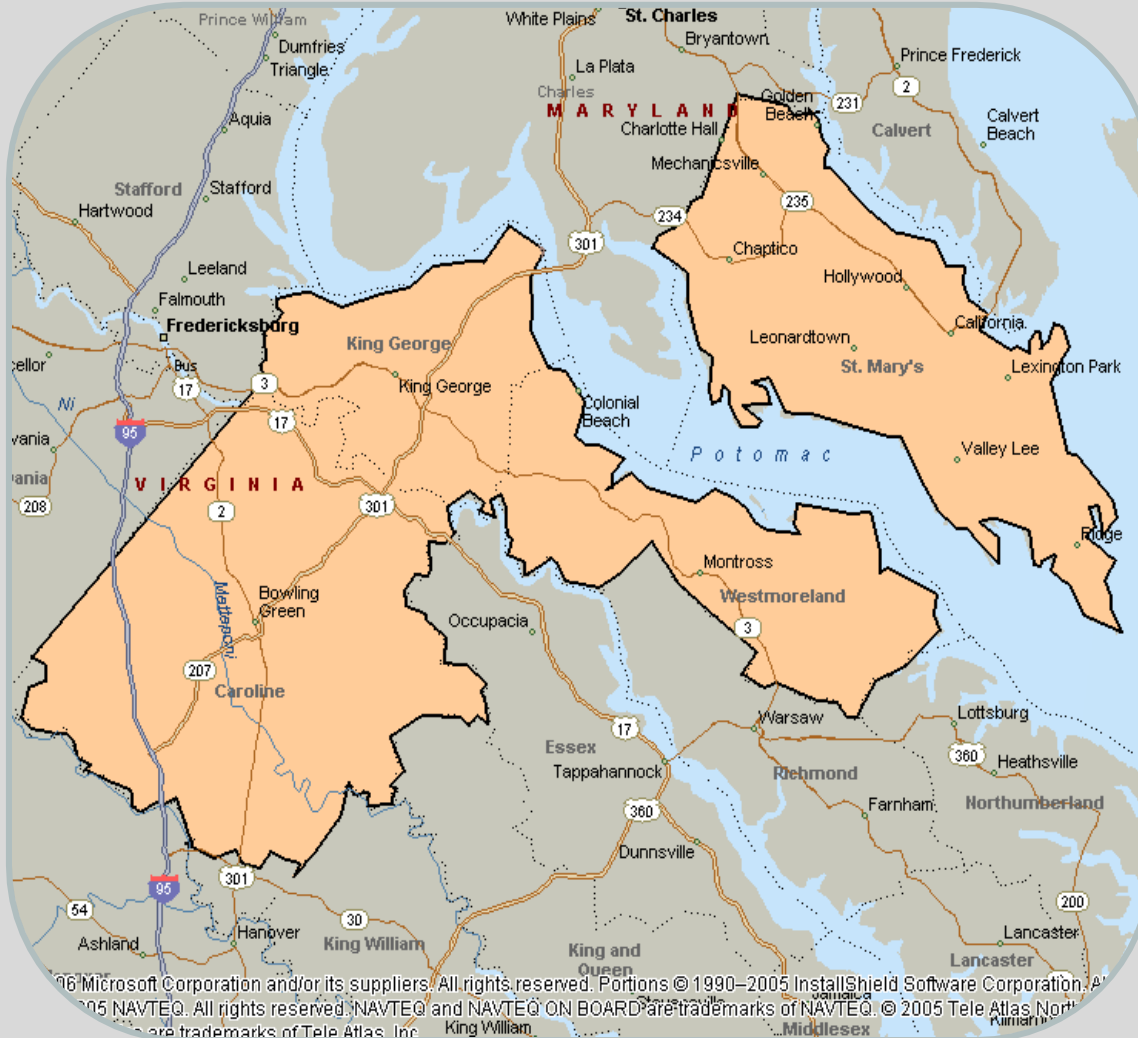 White Plains
St. Charles
Prince William
Dumfries
Bryantown
Triangle
La Plata
Prince Frederick
Charles
Golden
Beach
231
2
MARYLAND
Aquia
Charlotte Hall
Calvert
Calvert
Beach
Mechanicsville
Stafford
Stafford
Hartwood
235
234
301
Chaptico
Leeland
Hollywood
Falmouth
Fredericksburg
California
Leonardtown
King George
St. Mary's
Lexington Park
cellor
Bus
17
3
King George
Colonial
Beach
Ni
17
95
vania
Potomac
Valley Lee
ania
VIRGINIA
208
2
301
Ridge
Montross
Mattaponi
Bowling
Green
Westmoreland
Occupacia
3
207
Caroline
Warsaw
Lottsburg
17
Essex
360
Heathsville
Tappahannock
Richmond
Northumberland
360
Farnham
Dunnsville
301
95
200
54
30
Hanover
Lancaster
Ashland
King William
King and
Queen
Lancaster
06 Microsoft Corporation and/or its suppliers. All rights reserved. Portions © 1990–2005 InstallShield Software Corporation.
05 NAVTEQ. All rights reserved. NAVTEQ and NAVTEQ ON BOARD are trademarks of NAVTEQ. © 2005 Tele Atlas
are trademarks of Tele Atlas, Inc
King William
Middlesex